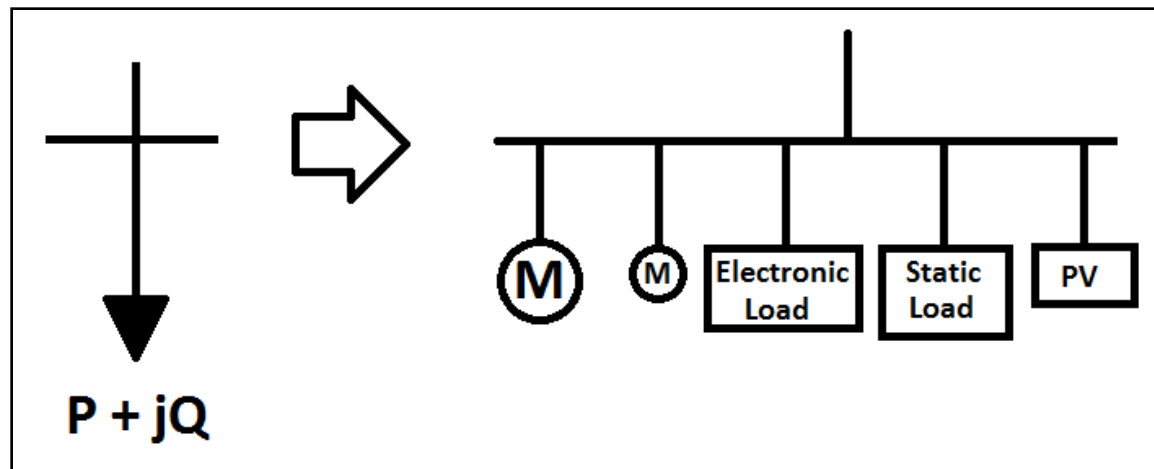 P + jQ
M
M
Electronic
Load
Static
Load
PV